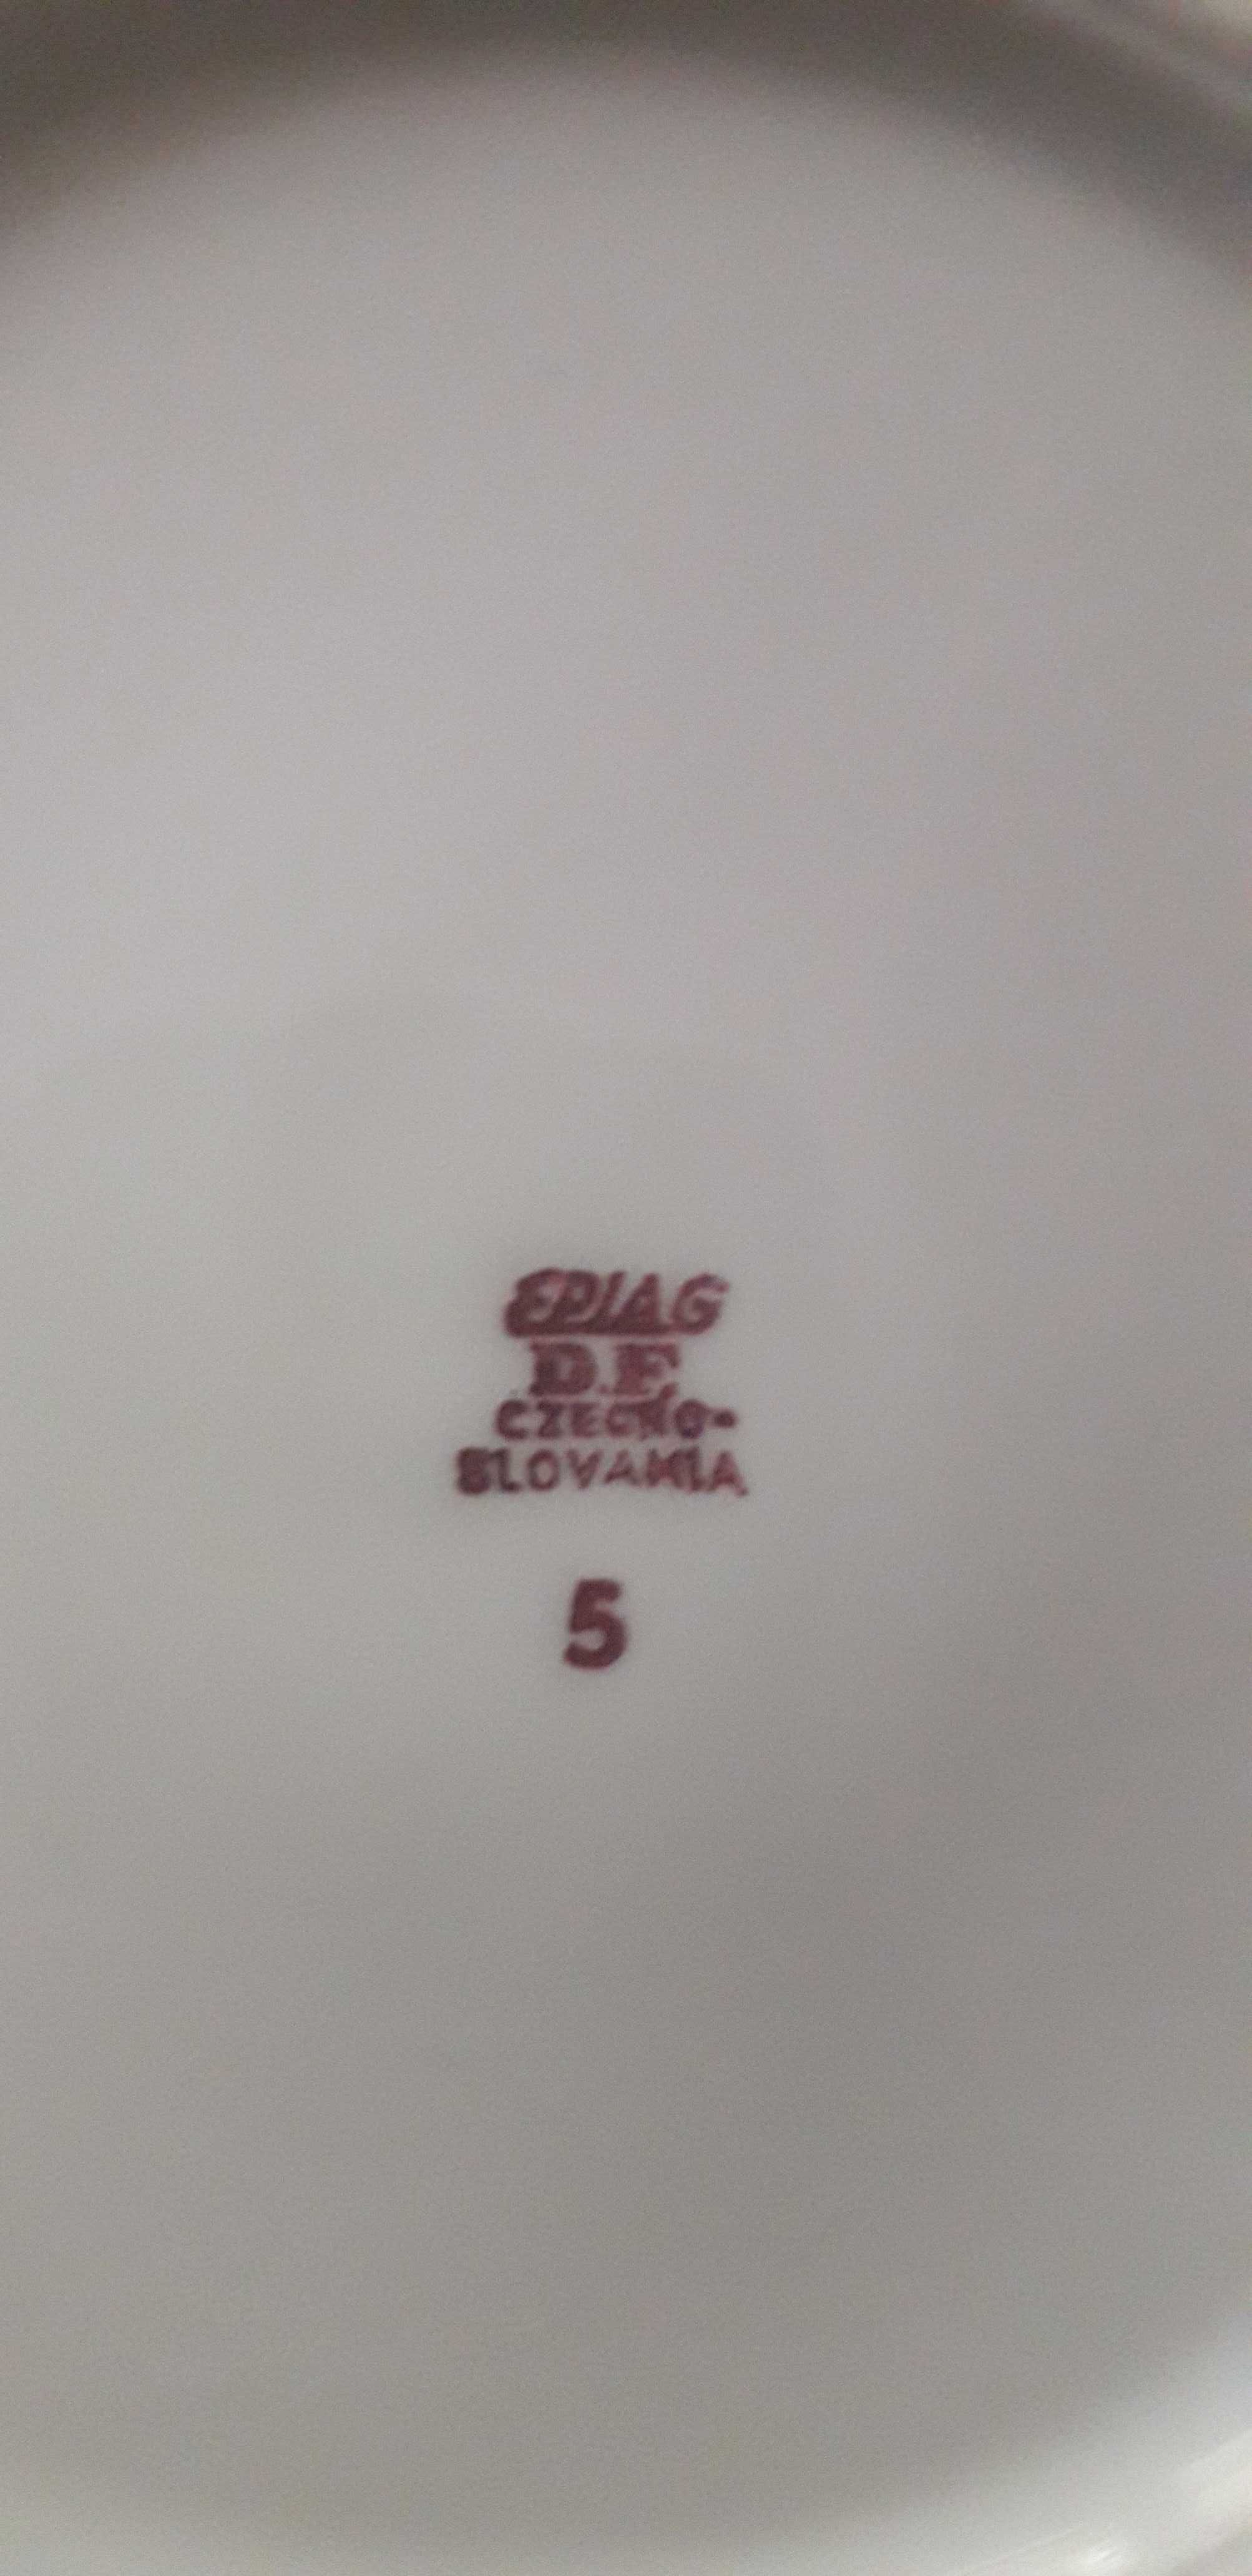 EPIAG
D.F.
CZECHO-
SLOVAKIA
5